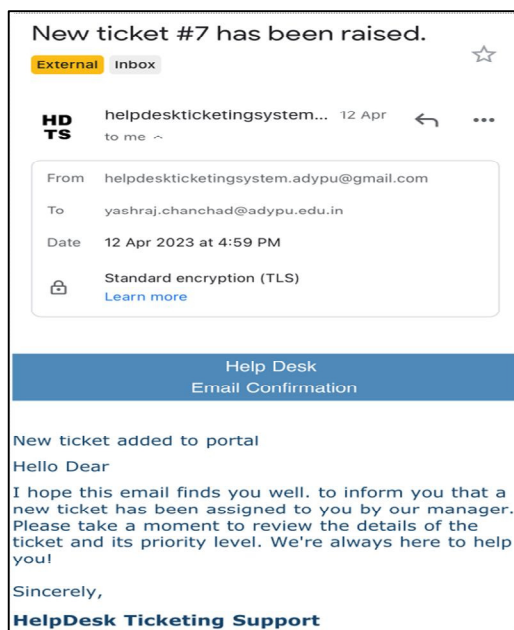 New ticket #7 has been raised.
External Inbox
HD
TS
helpdeskticketingsystem... 12 Apr
to me
From helpdeskticketingsystem.adypu@gmail.com
To yashraj.chanchad@adypu.edu.in
Date 12 Apr 2023 at 4:59 PM
Standard encryption (TLS)
Learn more
Help Desk
Email Confirmation
New ticket added to portal
Hello Dear
I hope this email finds you well. to inform you that a
new ticket has been assigned to you by our manager.
Please take a moment to review the details of the
ticket and its priority level. We're always here to help
you!
Sincerely,
HelpDesk Ticketing Support